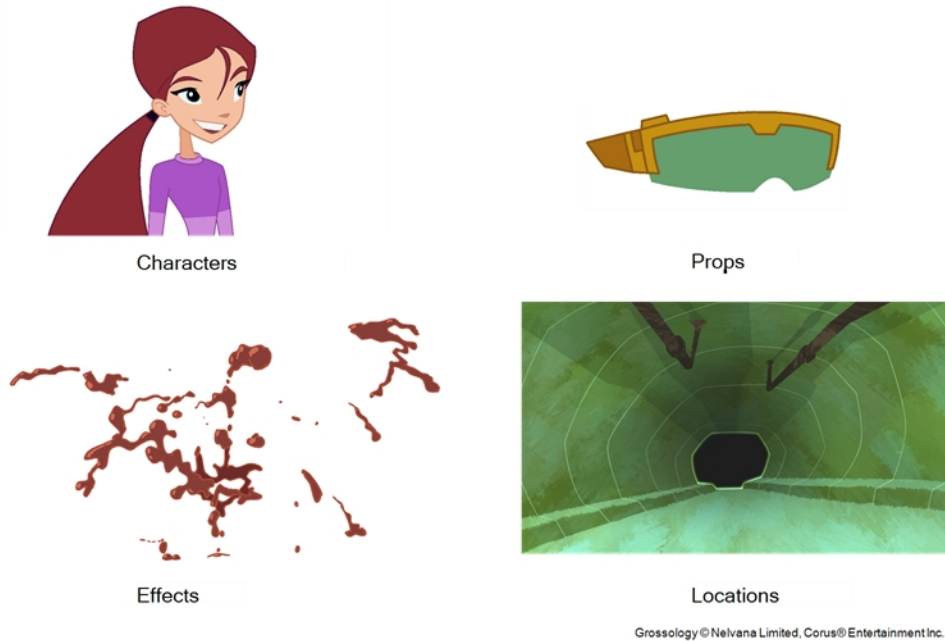 Characters
Props
Effects
Locations
Grossology © Nelvana Limited, Corus® Entertainment Inc.